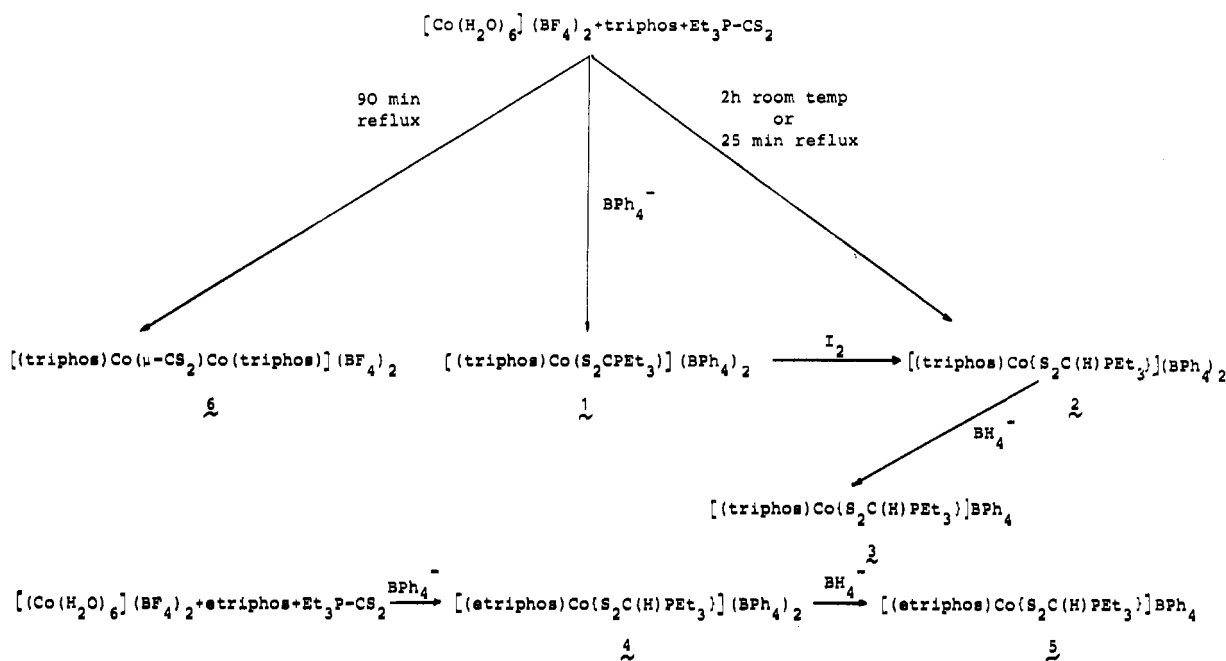 [Co(H₂O)₆](BF₄)₂+triphos+Et₃P-CS₂
90 min
reflux
2h room temp
or
25 min reflux
BPh₄⁻
[(triphos)Co(μ-CS₂)Co(triphos)](BF₄)₂
6
[(triphos)Co(S₂CPEt₃)](BPh₄)₂
1
I₂
[(triphos)Co{S₂C(H)PEt₃}](BPh₄)₂
2
BH₄⁻
[(triphos)Co{S₂C(H)PEt₃}]BPh₄
3
[(Co(H₂O)₆](BF₄)₂+etriphos+Et₃P-CS₂
BPh₄⁻
[(etriphos)Co{S₂C(H)PEt₃}](BPh₄)₂
4
BH₄⁻
[(etriphos)Co{S₂C(H)PEt₃}]BPh₄
5